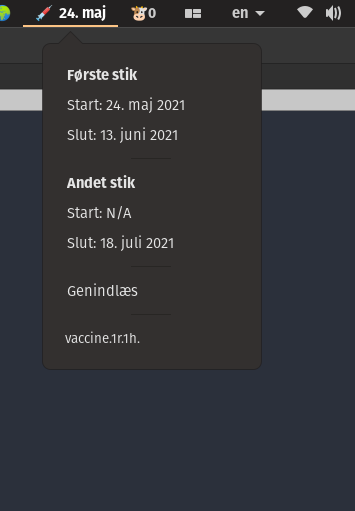 24. maj
0
en
Første stik
Start: 24. maj 2021
Slut: 13. juni 2021
Andet stik
Start: N/A
Slut: 18. juli 2021
Genindlæs
vaccine.1r.1h.